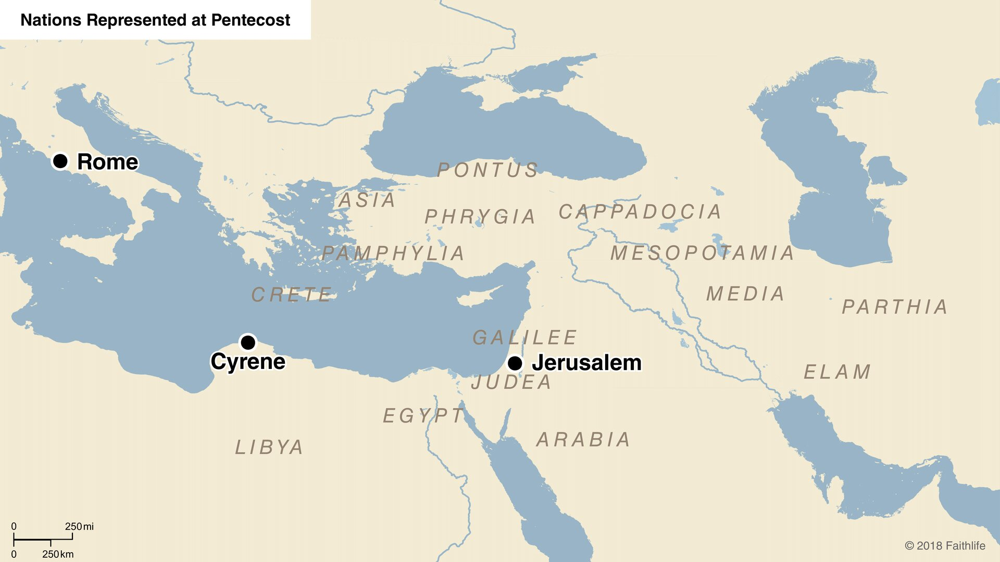 Nations Represented at Pentecost
Rome
PONTUS
ASIA
PHRYGIA
CAPPADOCIA
PAMPHYLIA
MESOPOTAMIA
CRETE
MEDIA
PARTHIA
GALILEE
Cyrene
Jerusalem
JUDEA
ELAM
EGYPT
LIBYA
ARABIA
0 250 mi
0 250 km
© 2018 Faithlife